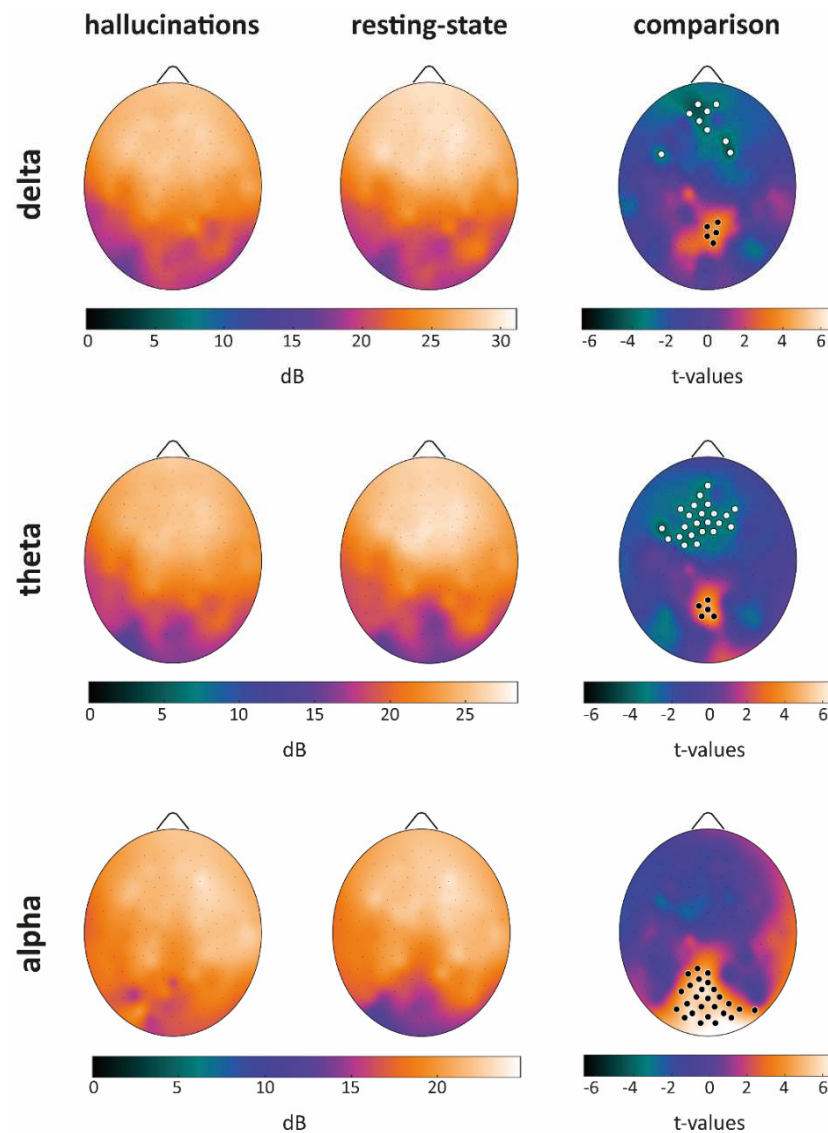 hallucinations resting-state comparison
delta
0 5 10 15 20 25 30 -6 -4 -2 0 2 4 6
dB t-values
theta
0 5 10 15 20 25 -6 -4 -2 0 2 4 6
dB t-values
alpha
0 5 10 15 20 -6 -4 -2 0 2 4 6
dB t-values